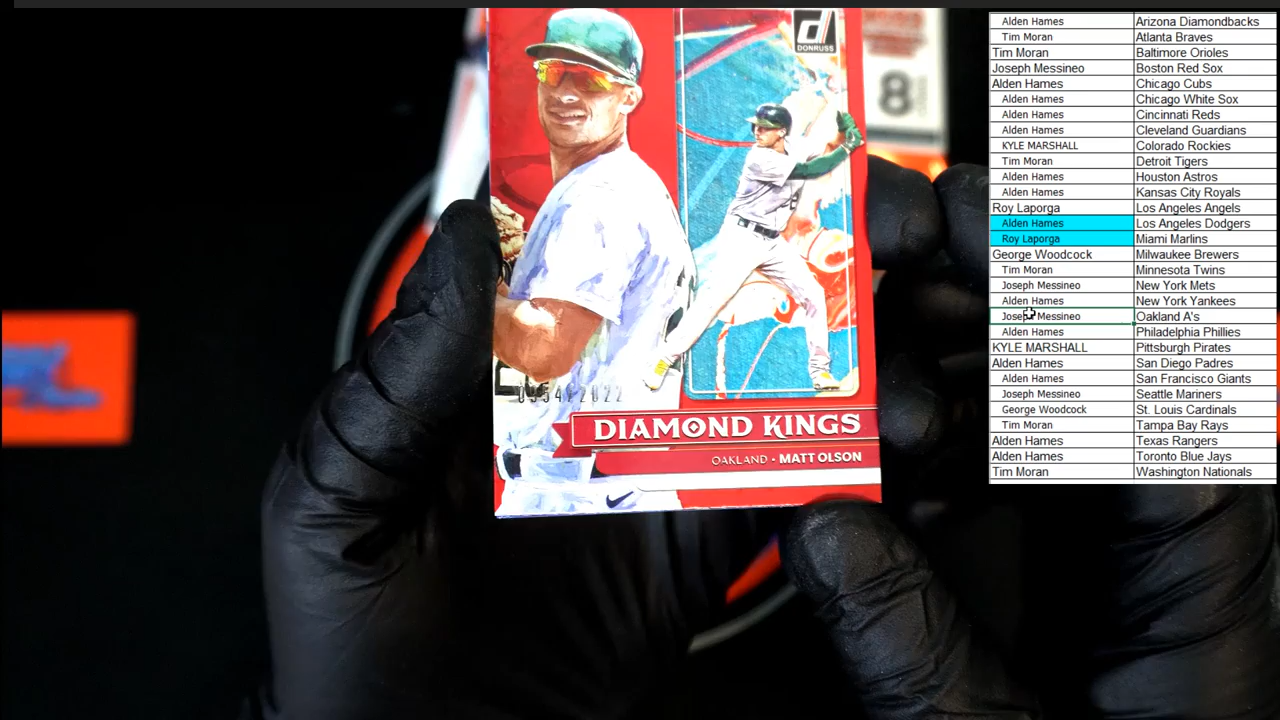 DONRUSS
8
2022
DIAMOND KINGS
OAKLAND • MATT OLSON
Alden Hames Arizona Diamondbacks
Tim Moran Atlanta Braves
Tim Moran Baltimore Orioles
Joseph Messineo Boston Red Sox
Alden Hames Chicago Cubs
Alden Hames Chicago White Sox
Alden Hames Cincinnati Reds
Alden Hames Cleveland Guardians
KYLE MARSHALL Colorado Rockies
Tim Moran Detroit Tigers
Alden Hames Houston Astros
Alden Hames Kansas City Royals
Roy Laporga Los Angeles Angels
Alden Hames Los Angeles Dodgers
Roy Laporga Miami Marlins
George Woodcock Milwaukee Brewers
Tim Moran Minnesota Twins
Joseph Messineo New York Mets
Alden Hames New York Yankees
Joseph Messineo Oakland A's
Alden Hames Philadelphia Phillies
KYLE MARSHALL Pittsburgh Pirates
Alden Hames San Diego Padres
Alden Hames San Francisco Giants
Joseph Messineo Seattle Mariners
George Woodcock St. Louis Cardinals
Tim Moran Tampa Bay Rays
Alden Hames Texas Rangers
Alden Hames Toronto Blue Jays
Tim Moran Washington Nationals